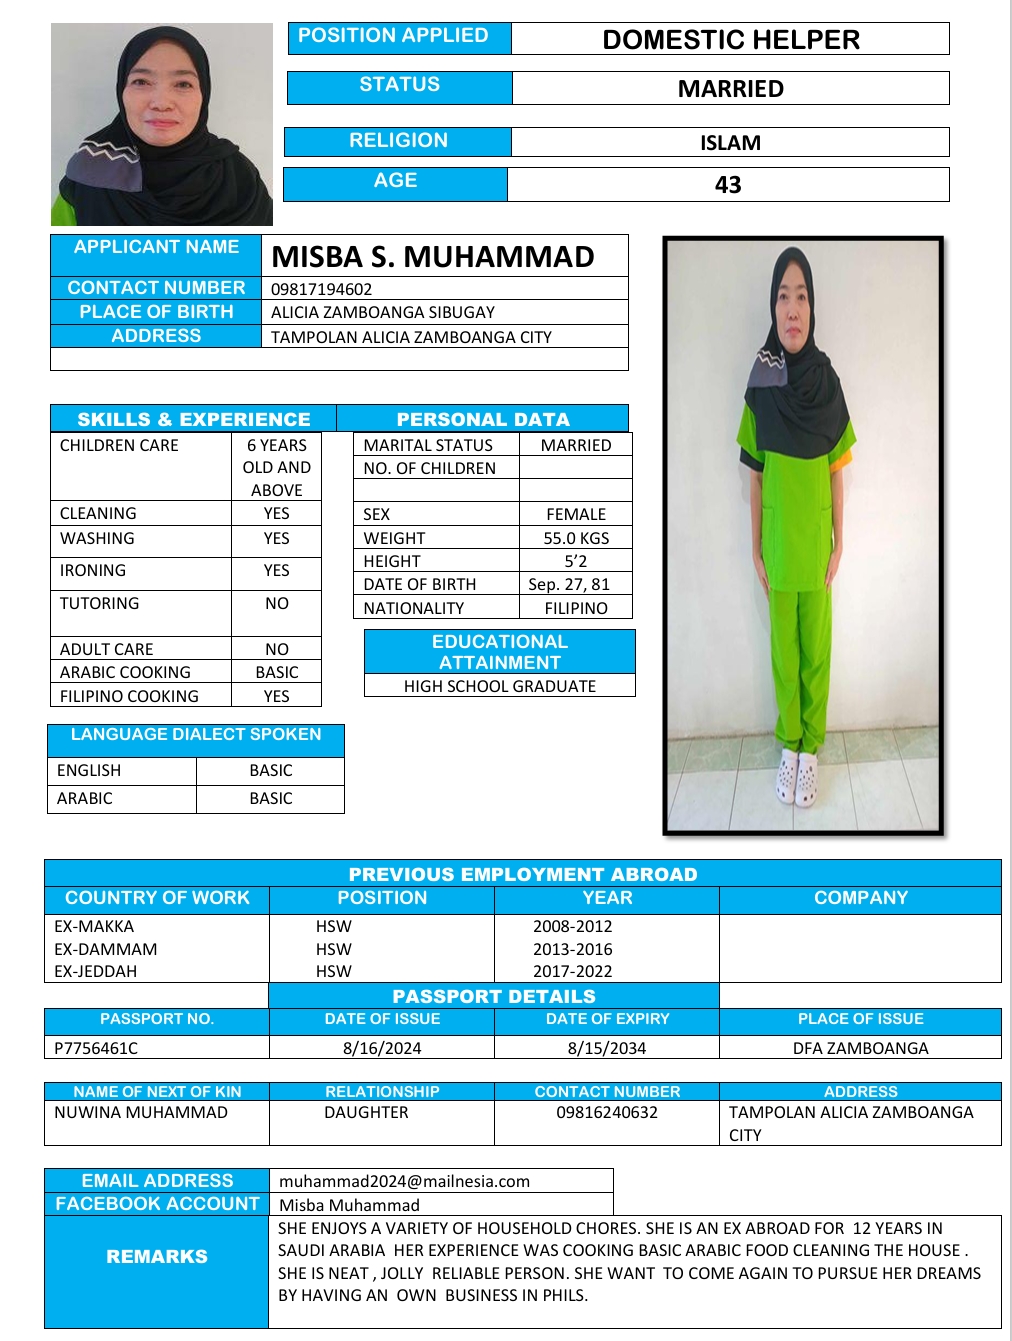 POSITION APPLIED DOMESTIC HELPER
STATUS MARRIED
RELIGION ISLAM
AGE 43
APPLICANT NAME MISBA S. MUHAMMAD
CONTACT NUMBER 09817194602
PLACE OF BIRTH ALICIA ZAMBOANGA SIBUGAY
ADDRESS TAMPOLAN ALICIA ZAMBOANGA CITY
SKILLS & EXPERIENCE
CHILDREN CARE 6 YEARS
OLD AND
ABOVE
CLEANING YES
WASHING YES
IRONING YES
TUTORING NO
ADULT CARE NO
ARABIC COOKING BASIC
FILIPINO COOKING YES
PERSONAL DATA
MARITAL STATUS MARRIED
NO. OF CHILDREN
SEX FEMALE
WEIGHT 55.0 KGS
HEIGHT 5’2
DATE OF BIRTH Sep. 27, 81
NATIONALITY FILIPINO
EDUCATIONAL
ATTAINMENT
HIGH SCHOOL GRADUATE
LANGUAGE DIALECT SPOKEN
ENGLISH BASIC
ARABIC BASIC
PREVIOUS EMPLOYMENT ABROAD
COUNTRY OF WORK POSITION YEAR COMPANY
EX-MAKKA HSW 2008-2012
EX-DAMMAM HSW 2013-2016
EX-JEDDAH HSW 2017-2022
PASSPORT DETAILS
PASSPORT NO. DATE OF ISSUE DATE OF EXPIRY PLACE OF ISSUE
P7756461C 8/16/2024 8/15/2034 DFA ZAMBOANGA
NAME OF NEXT OF KIN RELATIONSHIP CONTACT NUMBER ADDRESS
NUWINA MUHAMMAD DAUGHTER 09816240632 TAMPOLAN ALICIA ZAMBOANGA
CITY
EMAIL ADDRESS muhammad2024@mailnesia.com
FACEBOOK ACCOUNT Misba Muhammad
REMARKS
SHE ENJOYS A VARIETY OF HOUSEHOLD CHORES. SHE IS AN EX ABROAD FOR 12 YEARS IN
SAUDI ARABIA HER EXPERIENCE WAS COOKING BASIC ARABIC FOOD CLEANING THE HOUSE .
SHE IS NEAT , JOLLY RELIABLE PERSON. SHE WANT TO COME AGAIN TO PURSUE HER DREAMS
BY HAVING AN OWN BUSINESS IN PHILS.